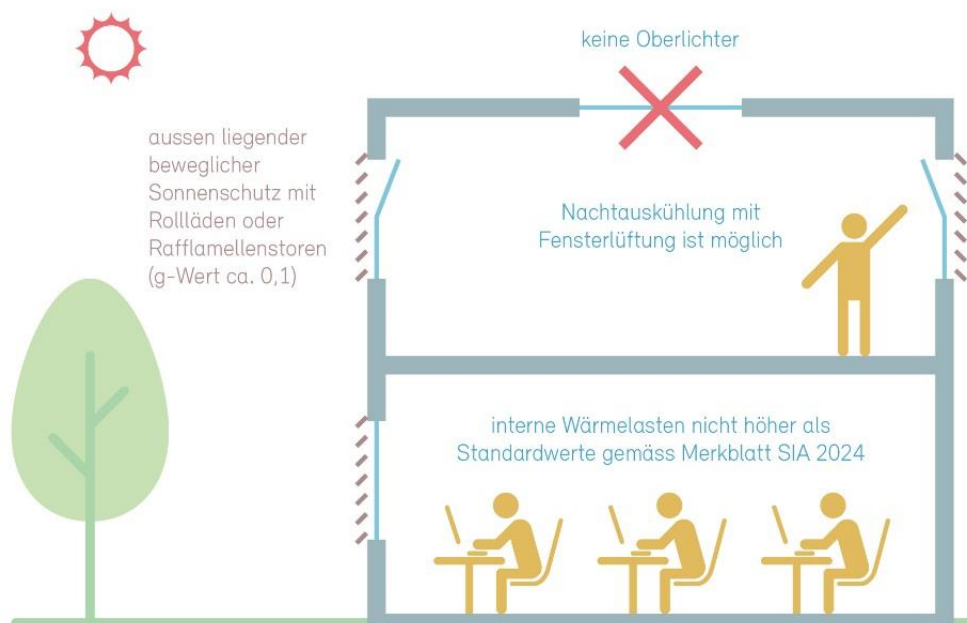 keine Oberlichter
aussen liegender
beweglicher
Sonnenschutz mit
Rollläden oder
Rafflamellenstoren
(g-Wert ca. 0,1)
Nachtauskühlung mit
Fensterlüftung ist möglich
interne Wärmelasten nicht höher als
Standardwerte gemäss Merkblatt SIA 2024